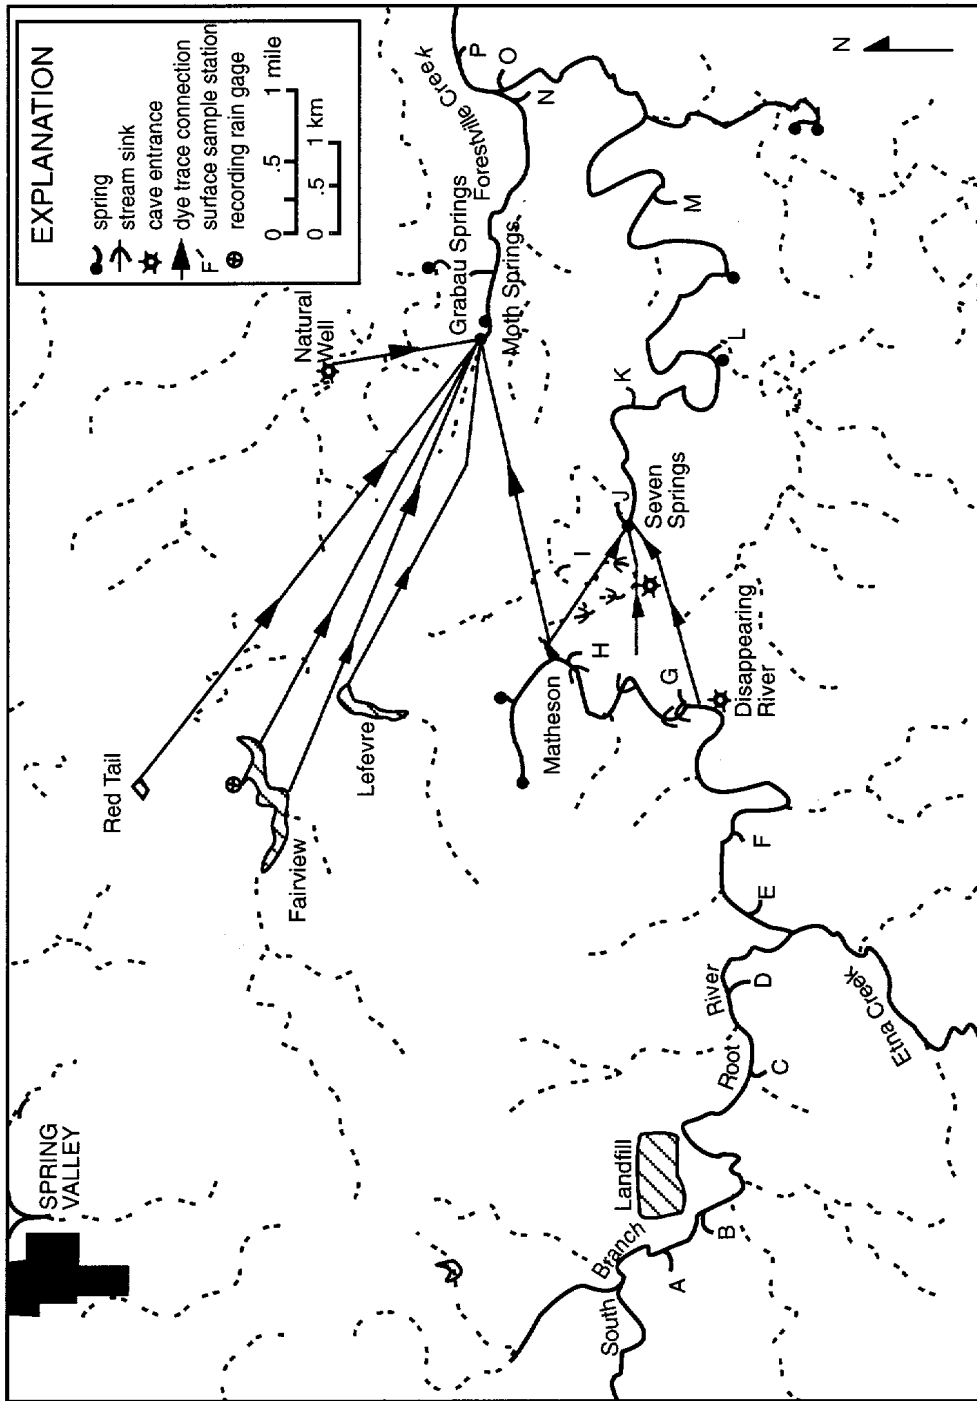 EXPLANATION
spring
stream sink
cave entrance
dye trace connection
F surface sample station
recording rain gage
0 .5 1 mile
0 .5 1 km
SPRING
VALLEY
Red Tail
Fairview
Lefevre
Natural
Well
Grabau Springs
Moth Springs
Forestville Creek
P
O
N
M
L
K
J
Seven
Springs
I
H
Matheson
G
Disappearing
River
F
E
Etna Creek
D
C
Landfill
B
A
South
Branch
Root
River
N